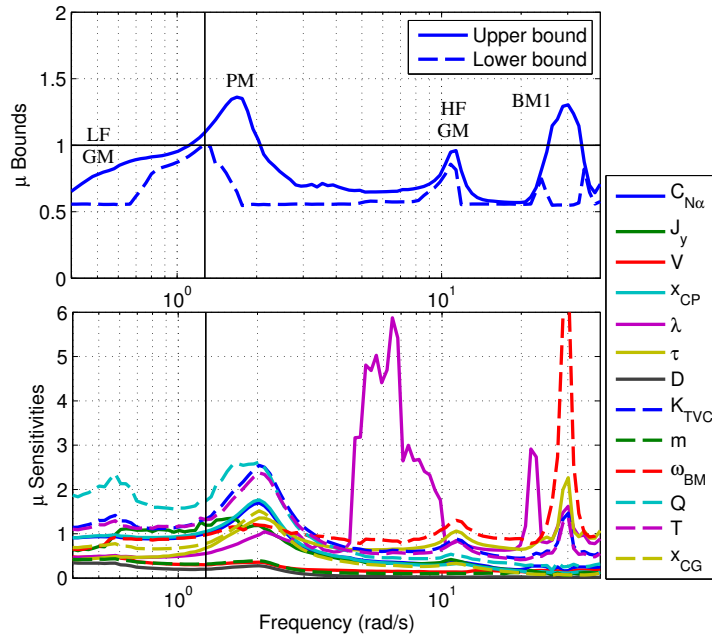 2
1.5
1
0.5
0
μ Bounds
LF
GM
PM
HF
GM
BM1
Upper bound
Lower bound
10^0
10^1
6
5
4
3
2
1
0
μ Sensitivities
10^0
10^1
Frequency (rad/s)
C_Nα
J_y
V
x_CP
λ
τ
D
K_TVC
m
ω_BM
Q
T
x_CG